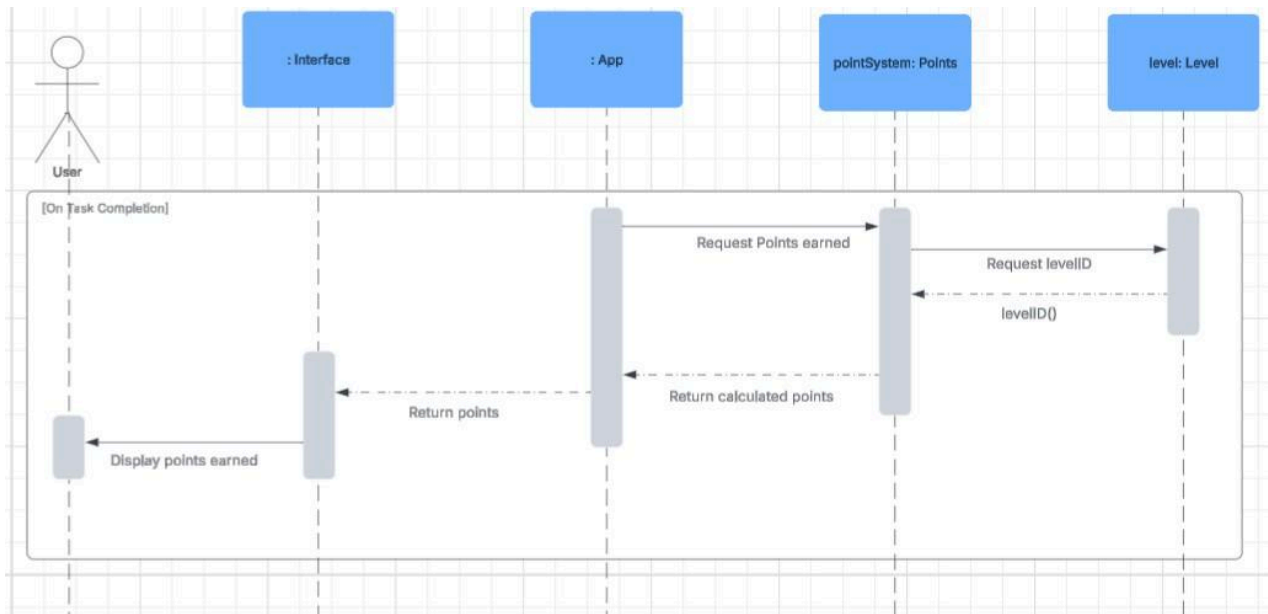 : Interface
: App
pointSystem: Points
level: Level
User
[On Task Completion]
Request Points earned
Request levelID
levelID()
Return calculated points
Return points
Display points earned